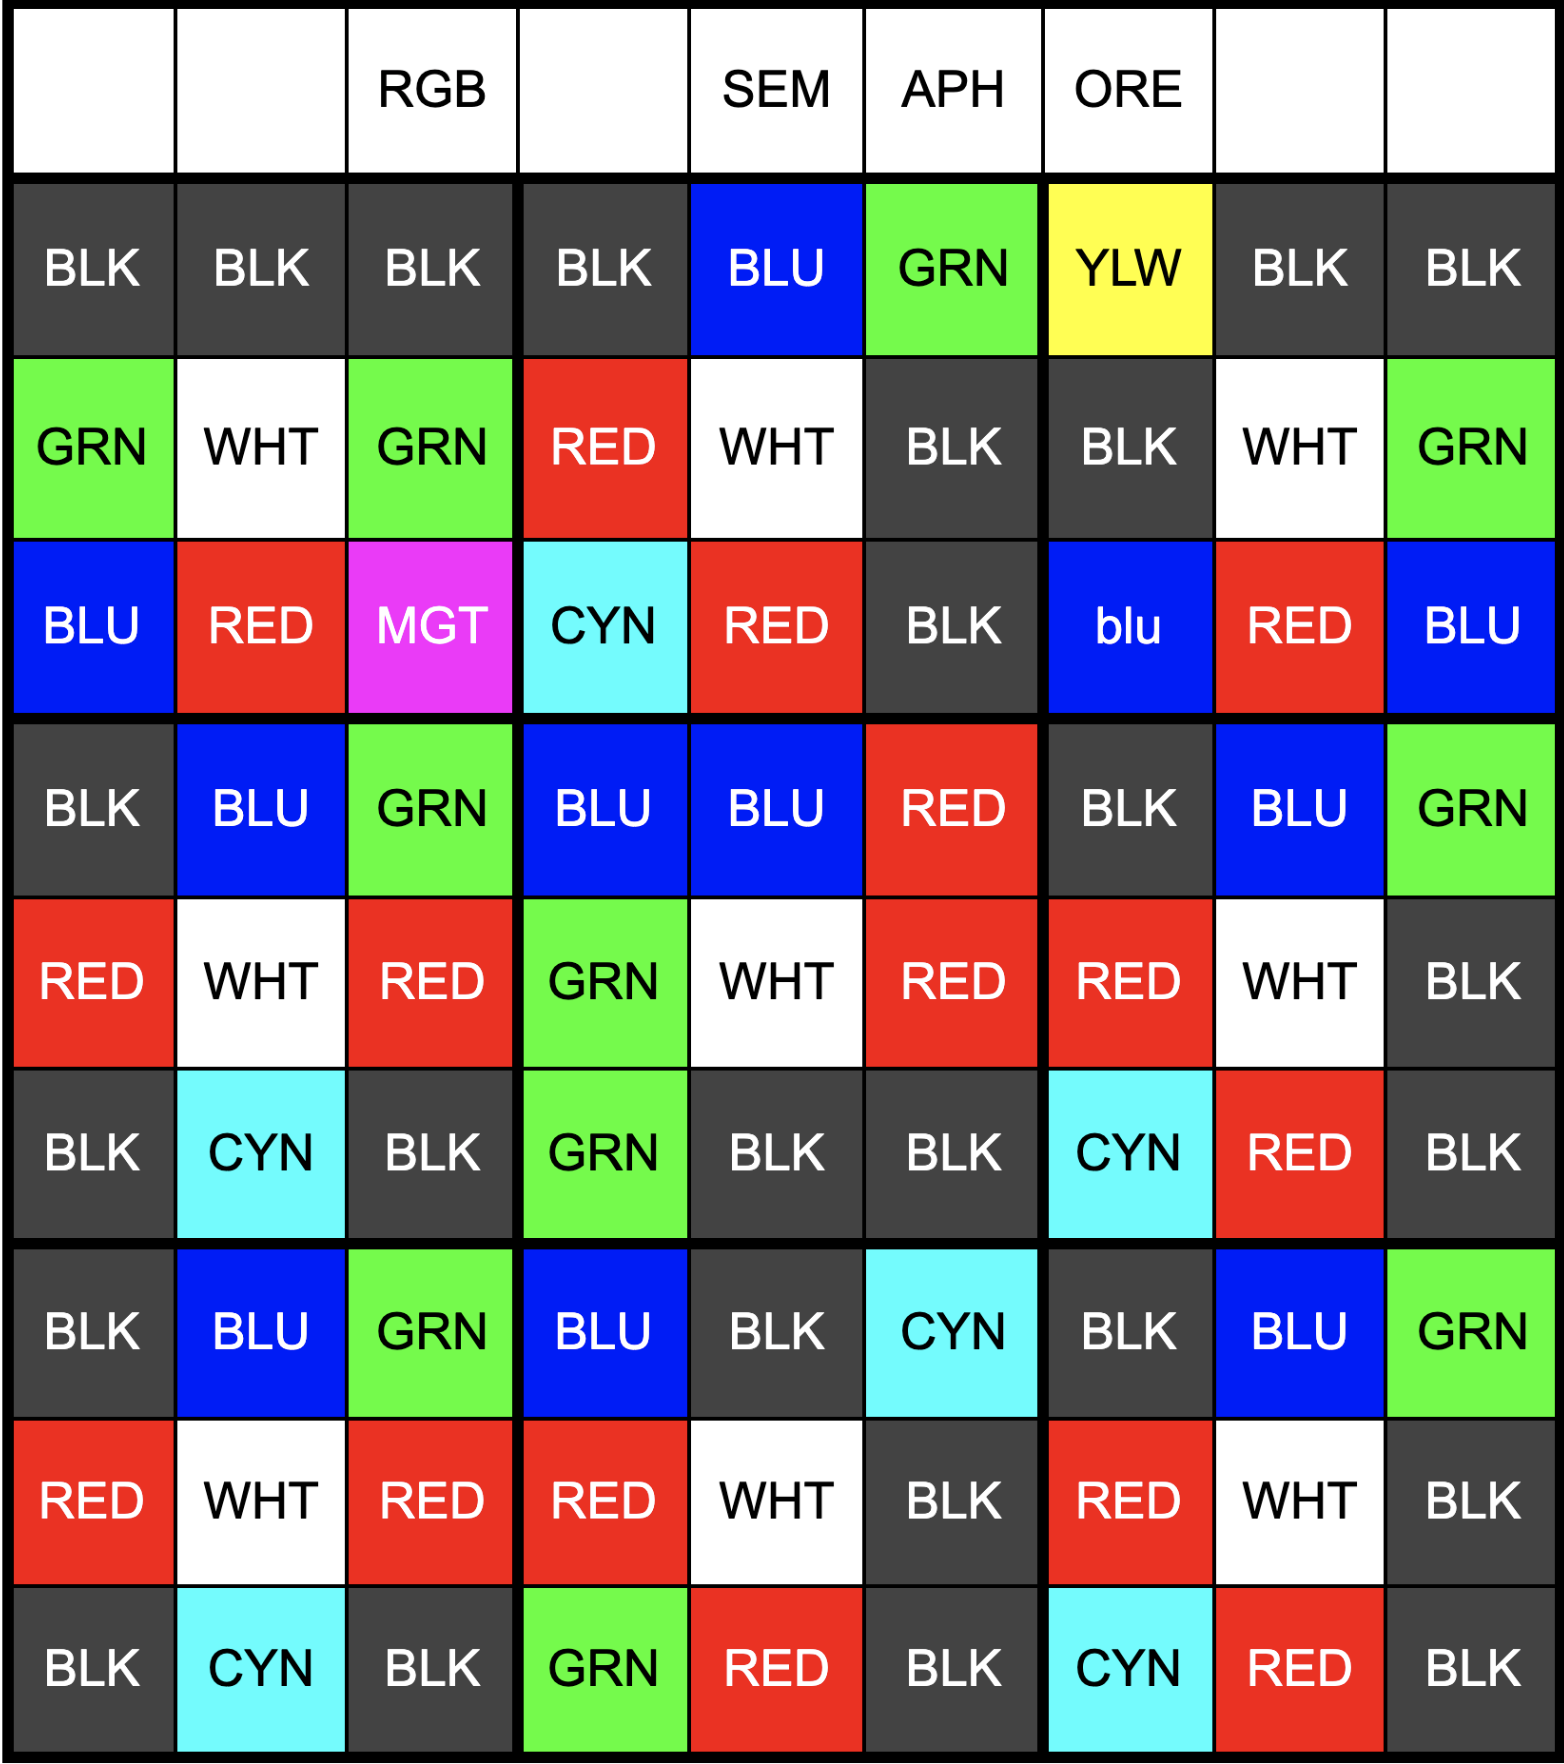 RGB SEM APH ORE
BLK BLK BLK BLK BLU GRN YLW BLK BLK
GRN WHT GRN RED WHT BLK BLK WHT GRN
BLU RED MGT CYN RED BLK blu RED BLU
BLK BLU GRN BLU BLU RED BLK BLU GRN
RED WHT RED GRN WHT RED RED WHT BLK
BLK CYN BLK GRN BLK BLK CYN RED BLK
BLK BLU GRN BLU BLK CYN BLK BLU GRN
RED WHT RED RED WHT BLK RED WHT BLK
BLK CYN BLK GRN RED BLK CYN RED BLK